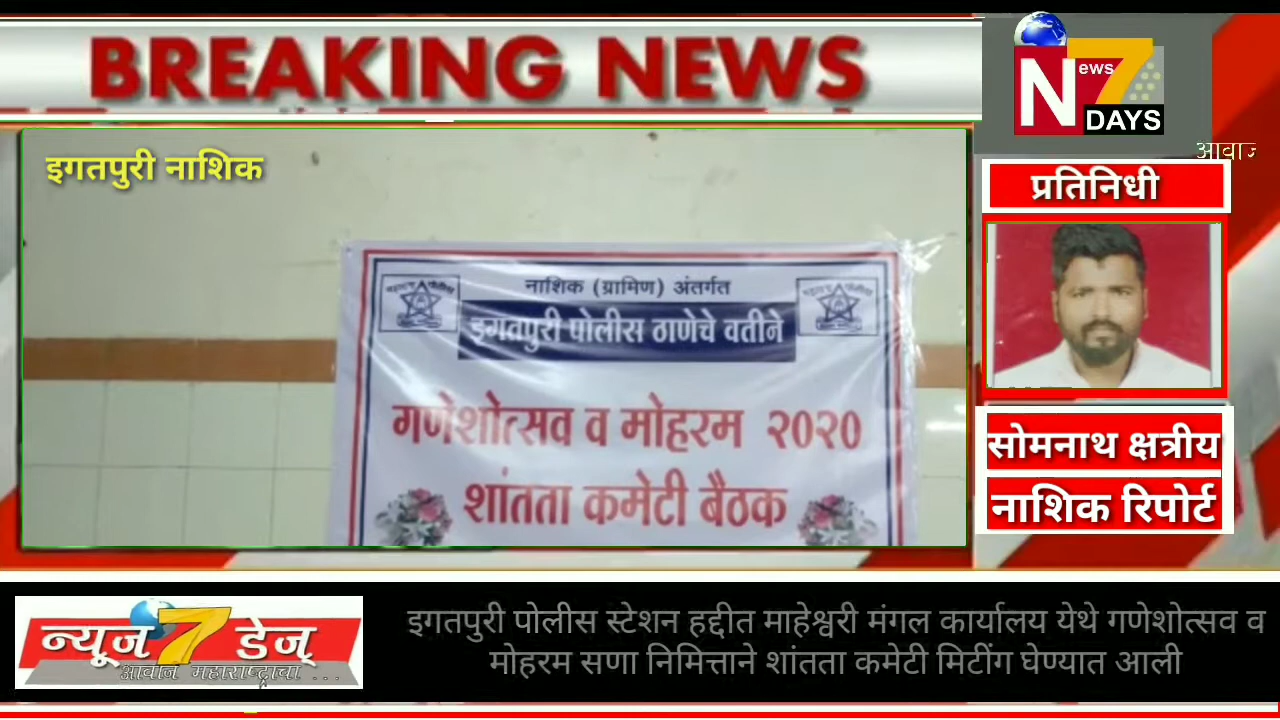 BREAKING NEWS
News 7
DAYS
इगतपुरी नाशिक
प्रतिनिधी
नाशिक (ग्रामिण) अंतर्गत
इगतपुरी पोलीस ठाणेचे वतीने
गणेशोत्सव व मोहरम २०२०
शांतता कमेटी बैठक
सोमनाथ क्षत्रीय
नाशिक रिपोर्ट
न्यूज 7 डेज्
आवाज महाराष्ट्राचा ...
इगतपुरी पोलीस स्टेशन हद्दीत माहेश्वरी मंगल कार्यालय येथे गणेशोत्सव व
मोहरम सणा निमित्ताने शांतता कमेटी मिटींग घेण्यात आली